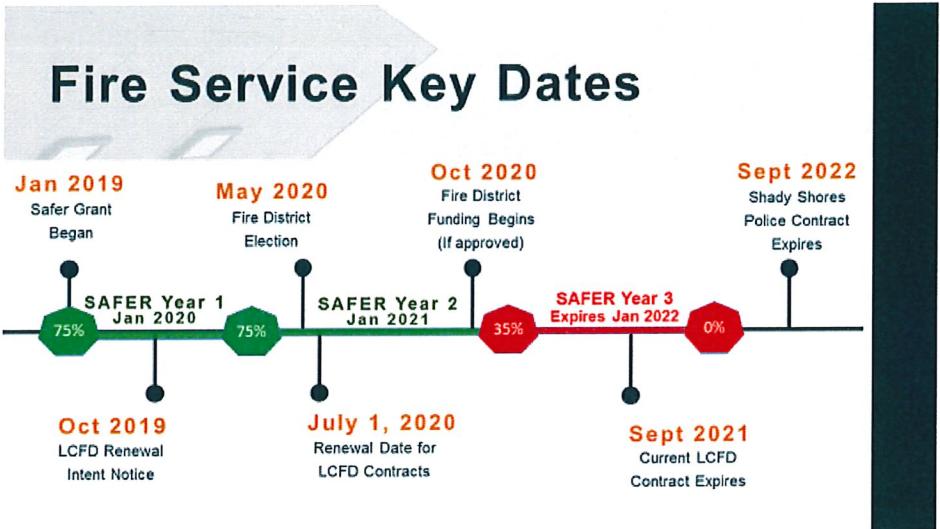 Fire Service Key Dates
Jan 2019
Safer Grant
Began
May 2020
Fire District
Election
Oct 2020
Fire District
Funding Begins
(If approved)
Sept 2022
Shady Shores
Police Contract
Expires
75%
SAFER Year 1
Jan 2020
75%
SAFER Year 2
Jan 2021
35%
SAFER Year 3
Expires Jan 2022
0%
Oct 2019
LCFD Renewal
Intent Notice
July 1, 2020
Renewal Date for
LCFD Contracts
Sept 2021
Current LCFD
Contract Expires